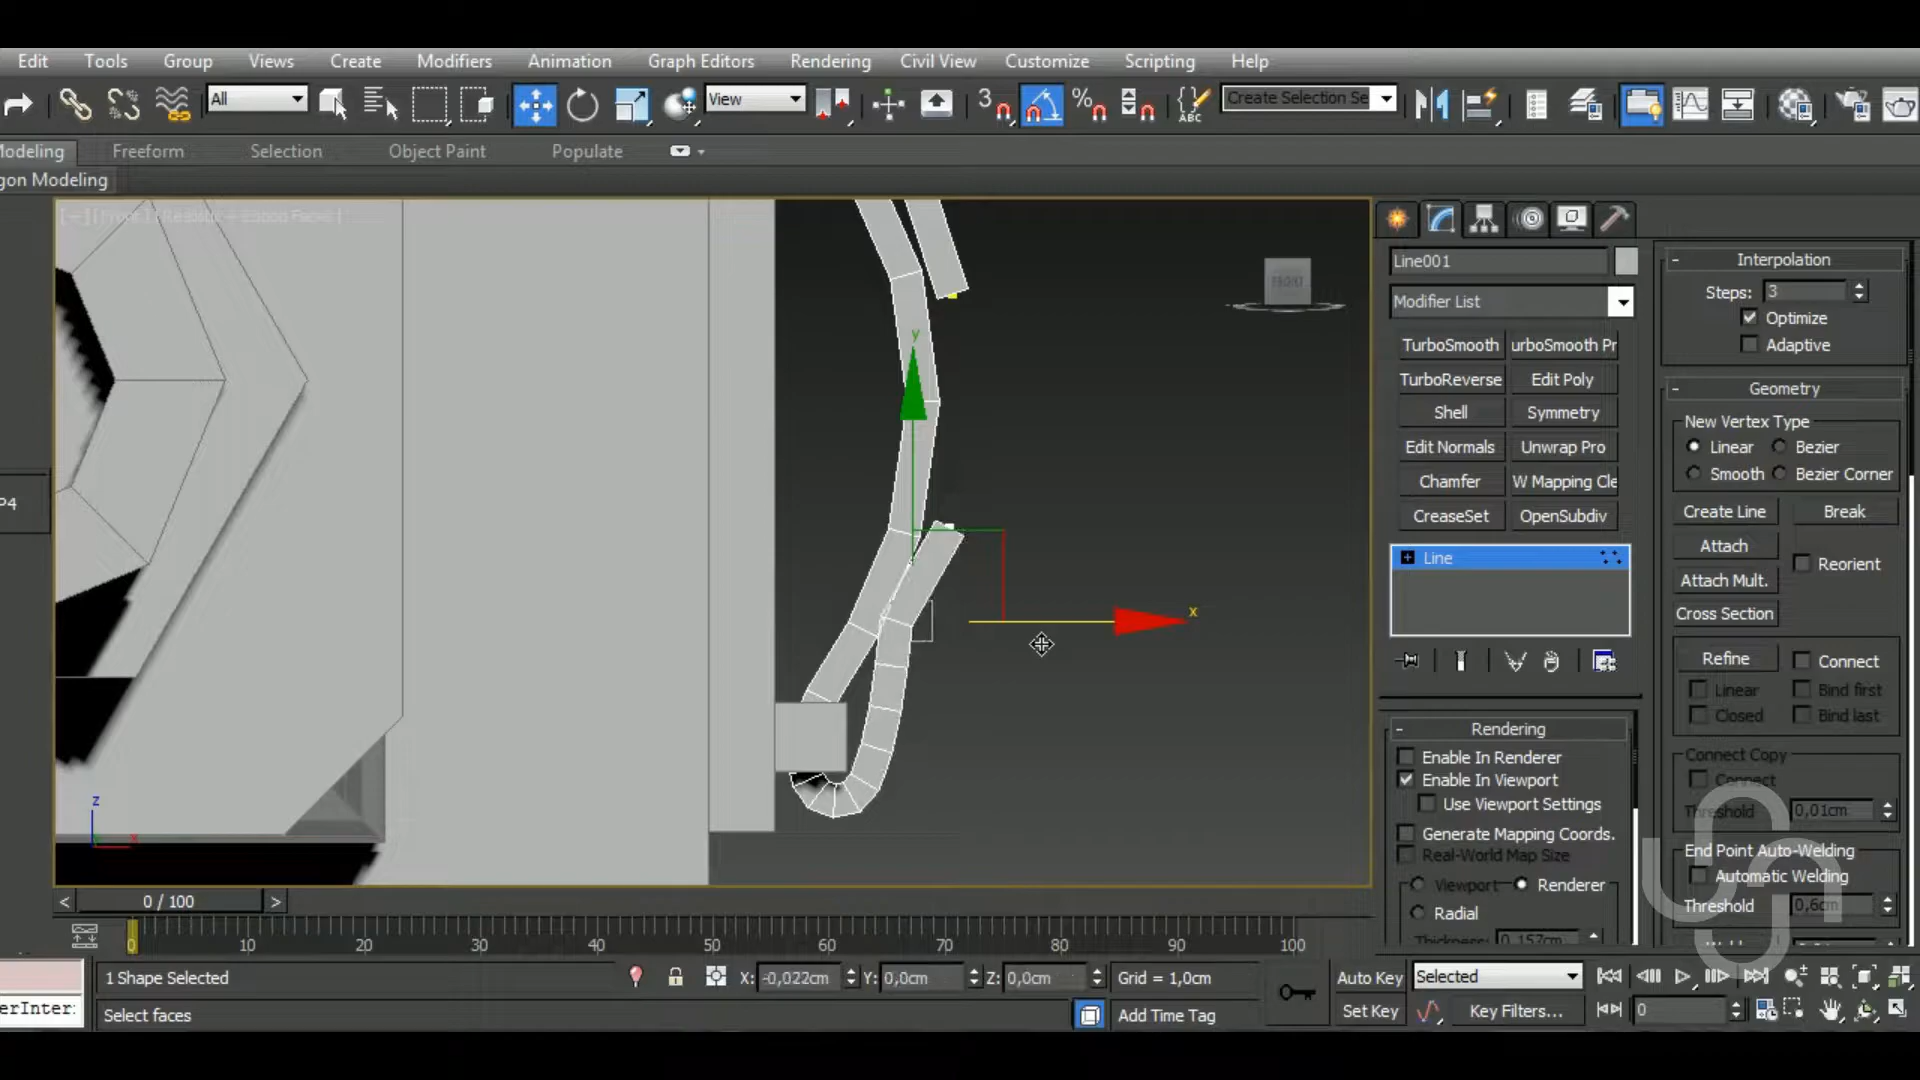 Edit Tools Group Views Create Modifiers Animation Graph Editors Rendering Civil View Customize Scripting Help
All View 3 % ABC Create Selection Se
Modeling Freeform Selection Object Paint Populate
gon Modeling
FRONT
y
x
z
x
P4
Line001
Modifier List
TurboSmooth urboSmooth Pr
TurboReverse Edit Poly
Shell Symmetry
Edit Normals Unwrap Pro
Chamfer W Mapping Cle
CreaseSet OpenSubdiv
Line
- Rendering
Enable In Renderer
Enable In Viewport
Use Viewport Settings
Generate Mapping Coords.
Real-World Map Size
Viewport Renderer
Radial
Thickness: 0,157cm
- Interpolation
Steps: 3
Optimize
Adaptive
- Geometry
New Vertex Type
Linear Bezier
Smooth Bezier Corner
Create Line Break
Attach
Reorient
Attach Mult.
Cross Section
Refine Connect
Linear Bind first
Closed Bind last
Connect Copy
Connect
Threshold 0,01cm
End Point Auto-Welding
Automatic Welding
Threshold 0,6cm
< 0 / 100 >
0 10 20 30 40 50 60 70 80 90 100
1 Shape Selected X: -0,022cm Y: 0,0cm Z: 0,0cm Grid = 1,0cm Auto Key Selected
erInter: Select faces Add Time Tag Set Key Key Filters... 0